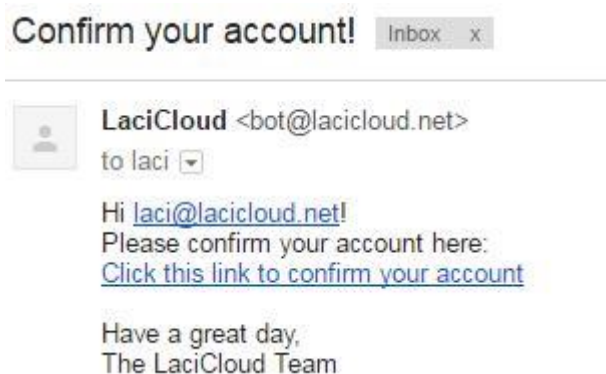 Confirm your account! Inbox x
LaciCloud <bot@lacicloud.net>
to laci
Hi laci@lacicloud.net!
Please confirm your account here:
Click this link to confirm your account
Have a great day,
The LaciCloud Team